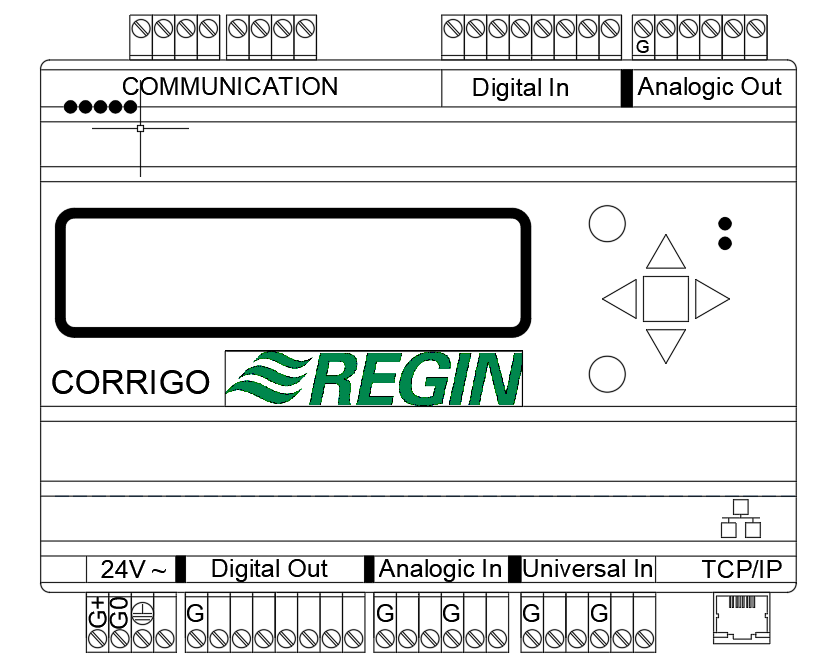 G
COMMUNICATION Digital In Analogic Out
CORRIGO REGIN
24V ~ Digital Out Analogic In Universal In TCP/IP
G+ G0 G G G G G